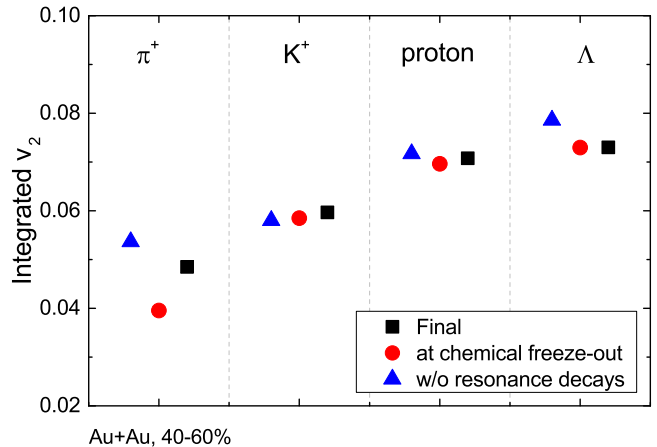 0.10
π+ K+ proton Λ
0.08
0.06
0.04
0.02
Integrated v2
Final
at chemical freeze-out
w/o resonance decays
Au+Au, 40-60%